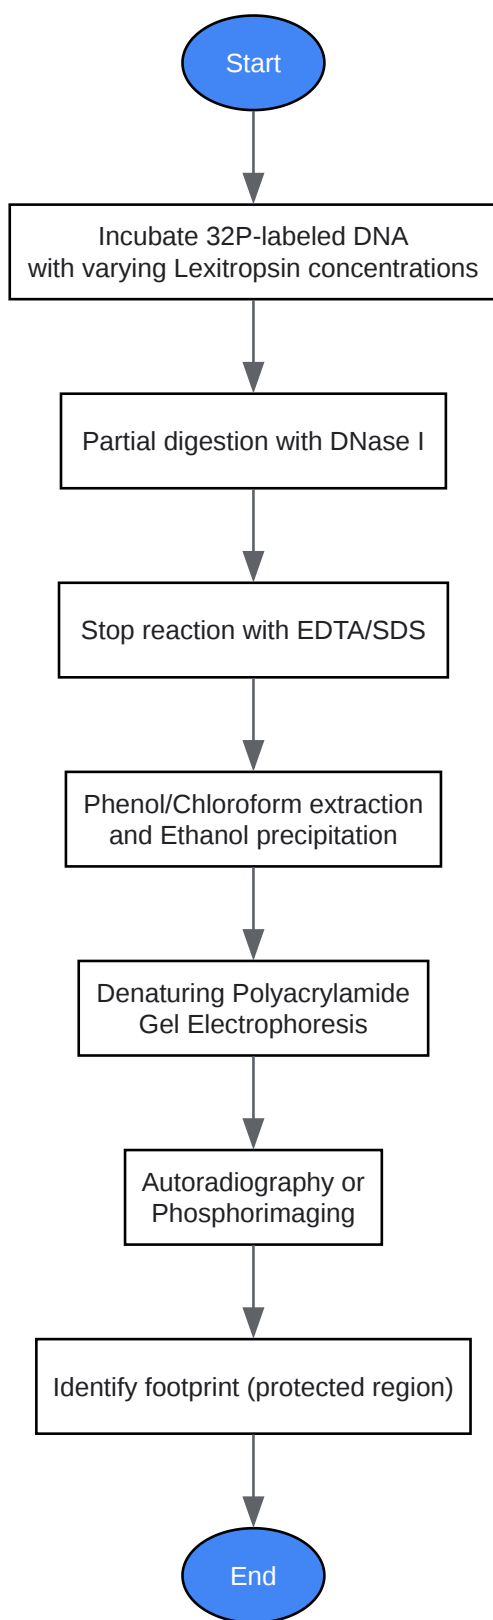 Start
Incubate 32P-labeled DNA
with varying Lexitropsin concentrations
Partial digestion with DNase I
Stop reaction with EDTA/SDS
Phenol/Chloroform extraction
and Ethanol precipitation
Denaturing Polyacrylamide
Gel Electrophoresis
Autoradiography or
Phosphorimaging
Identify footprint (protected region)
End